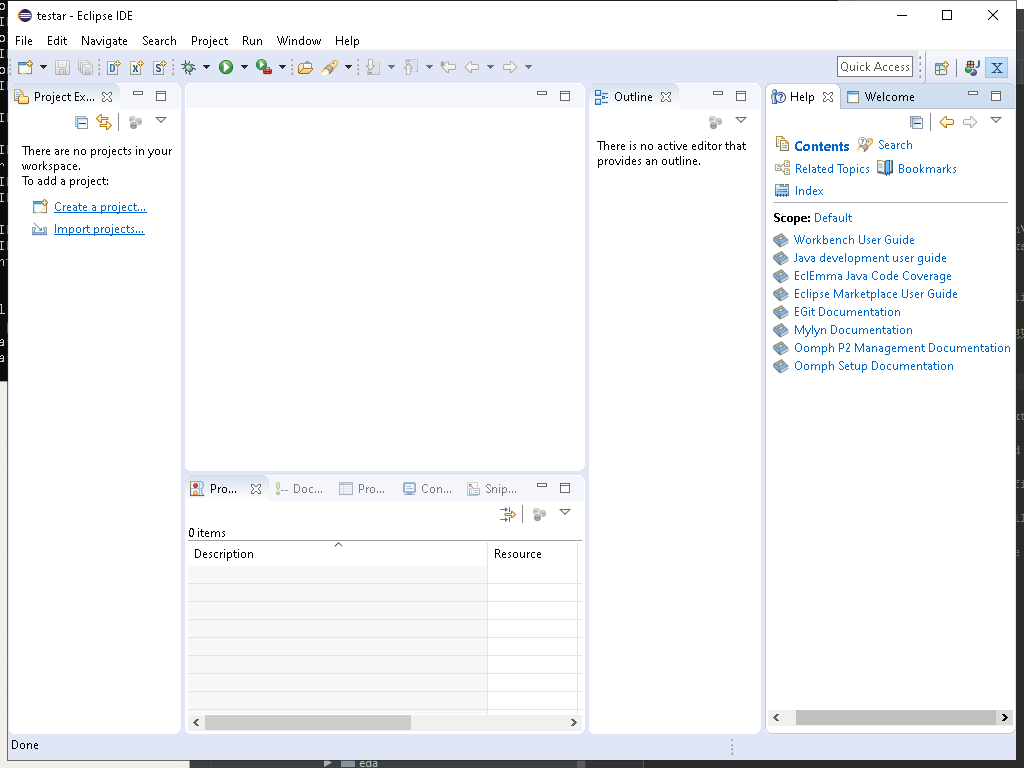 testar - Eclipse IDE
File Edit Navigate Search Project Run Window Help
Quick Access
Project Ex...
There are no projects in your
workspace.
To add a project:
Create a project...
Import projects...
Outline
There is no active editor that
provides an outline.
Help Welcome
Contents Search
Related Topics Bookmarks
Index
Scope: Default
Workbench User Guide
Java development user guide
EclEmma Java Code Coverage
Eclipse Marketplace User Guide
EGit Documentation
Mylyn Documentation
Oomph P2 Management Documentation
Oomph Setup Documentation
Pro... Doc... Pro... Con... Snip...
0 items
Description Resource
Done
eda